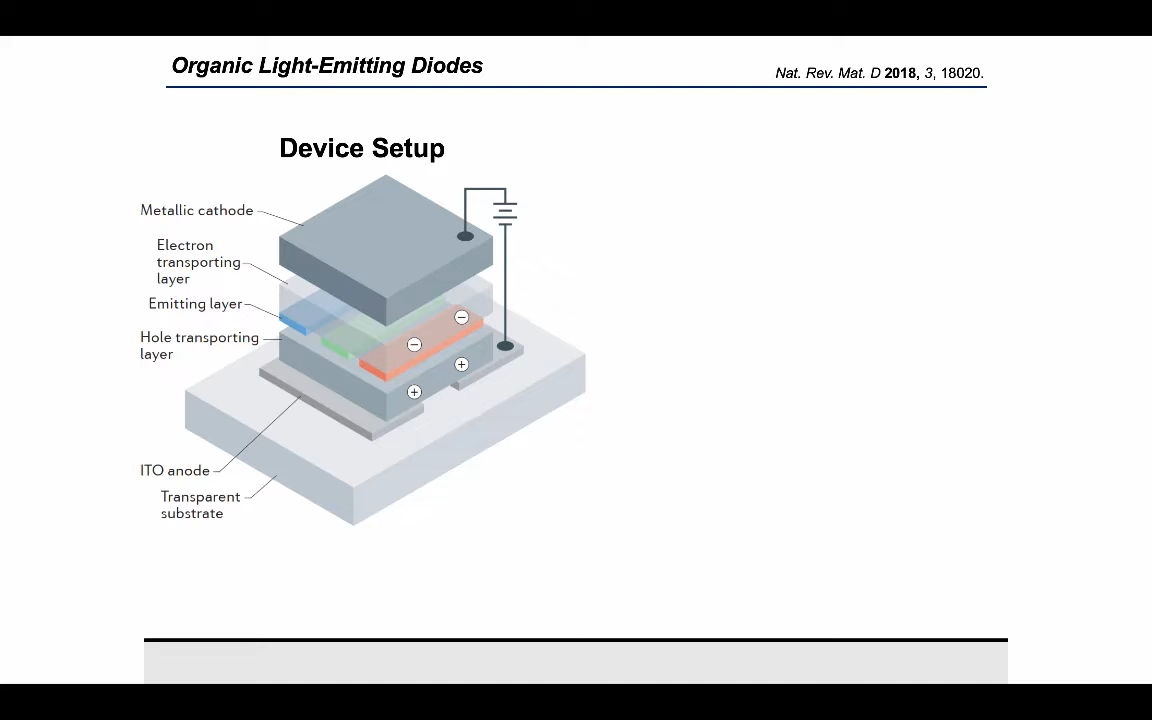 Organic Light-Emitting Diodes
Nat. Rev. Mat. D 2018, 3, 18020.
Device Setup
Metallic cathode
Electron
transporting
layer
Emitting layer
Hole transporting
layer
ITO anode
Transparent
substrate
−
−
+
+